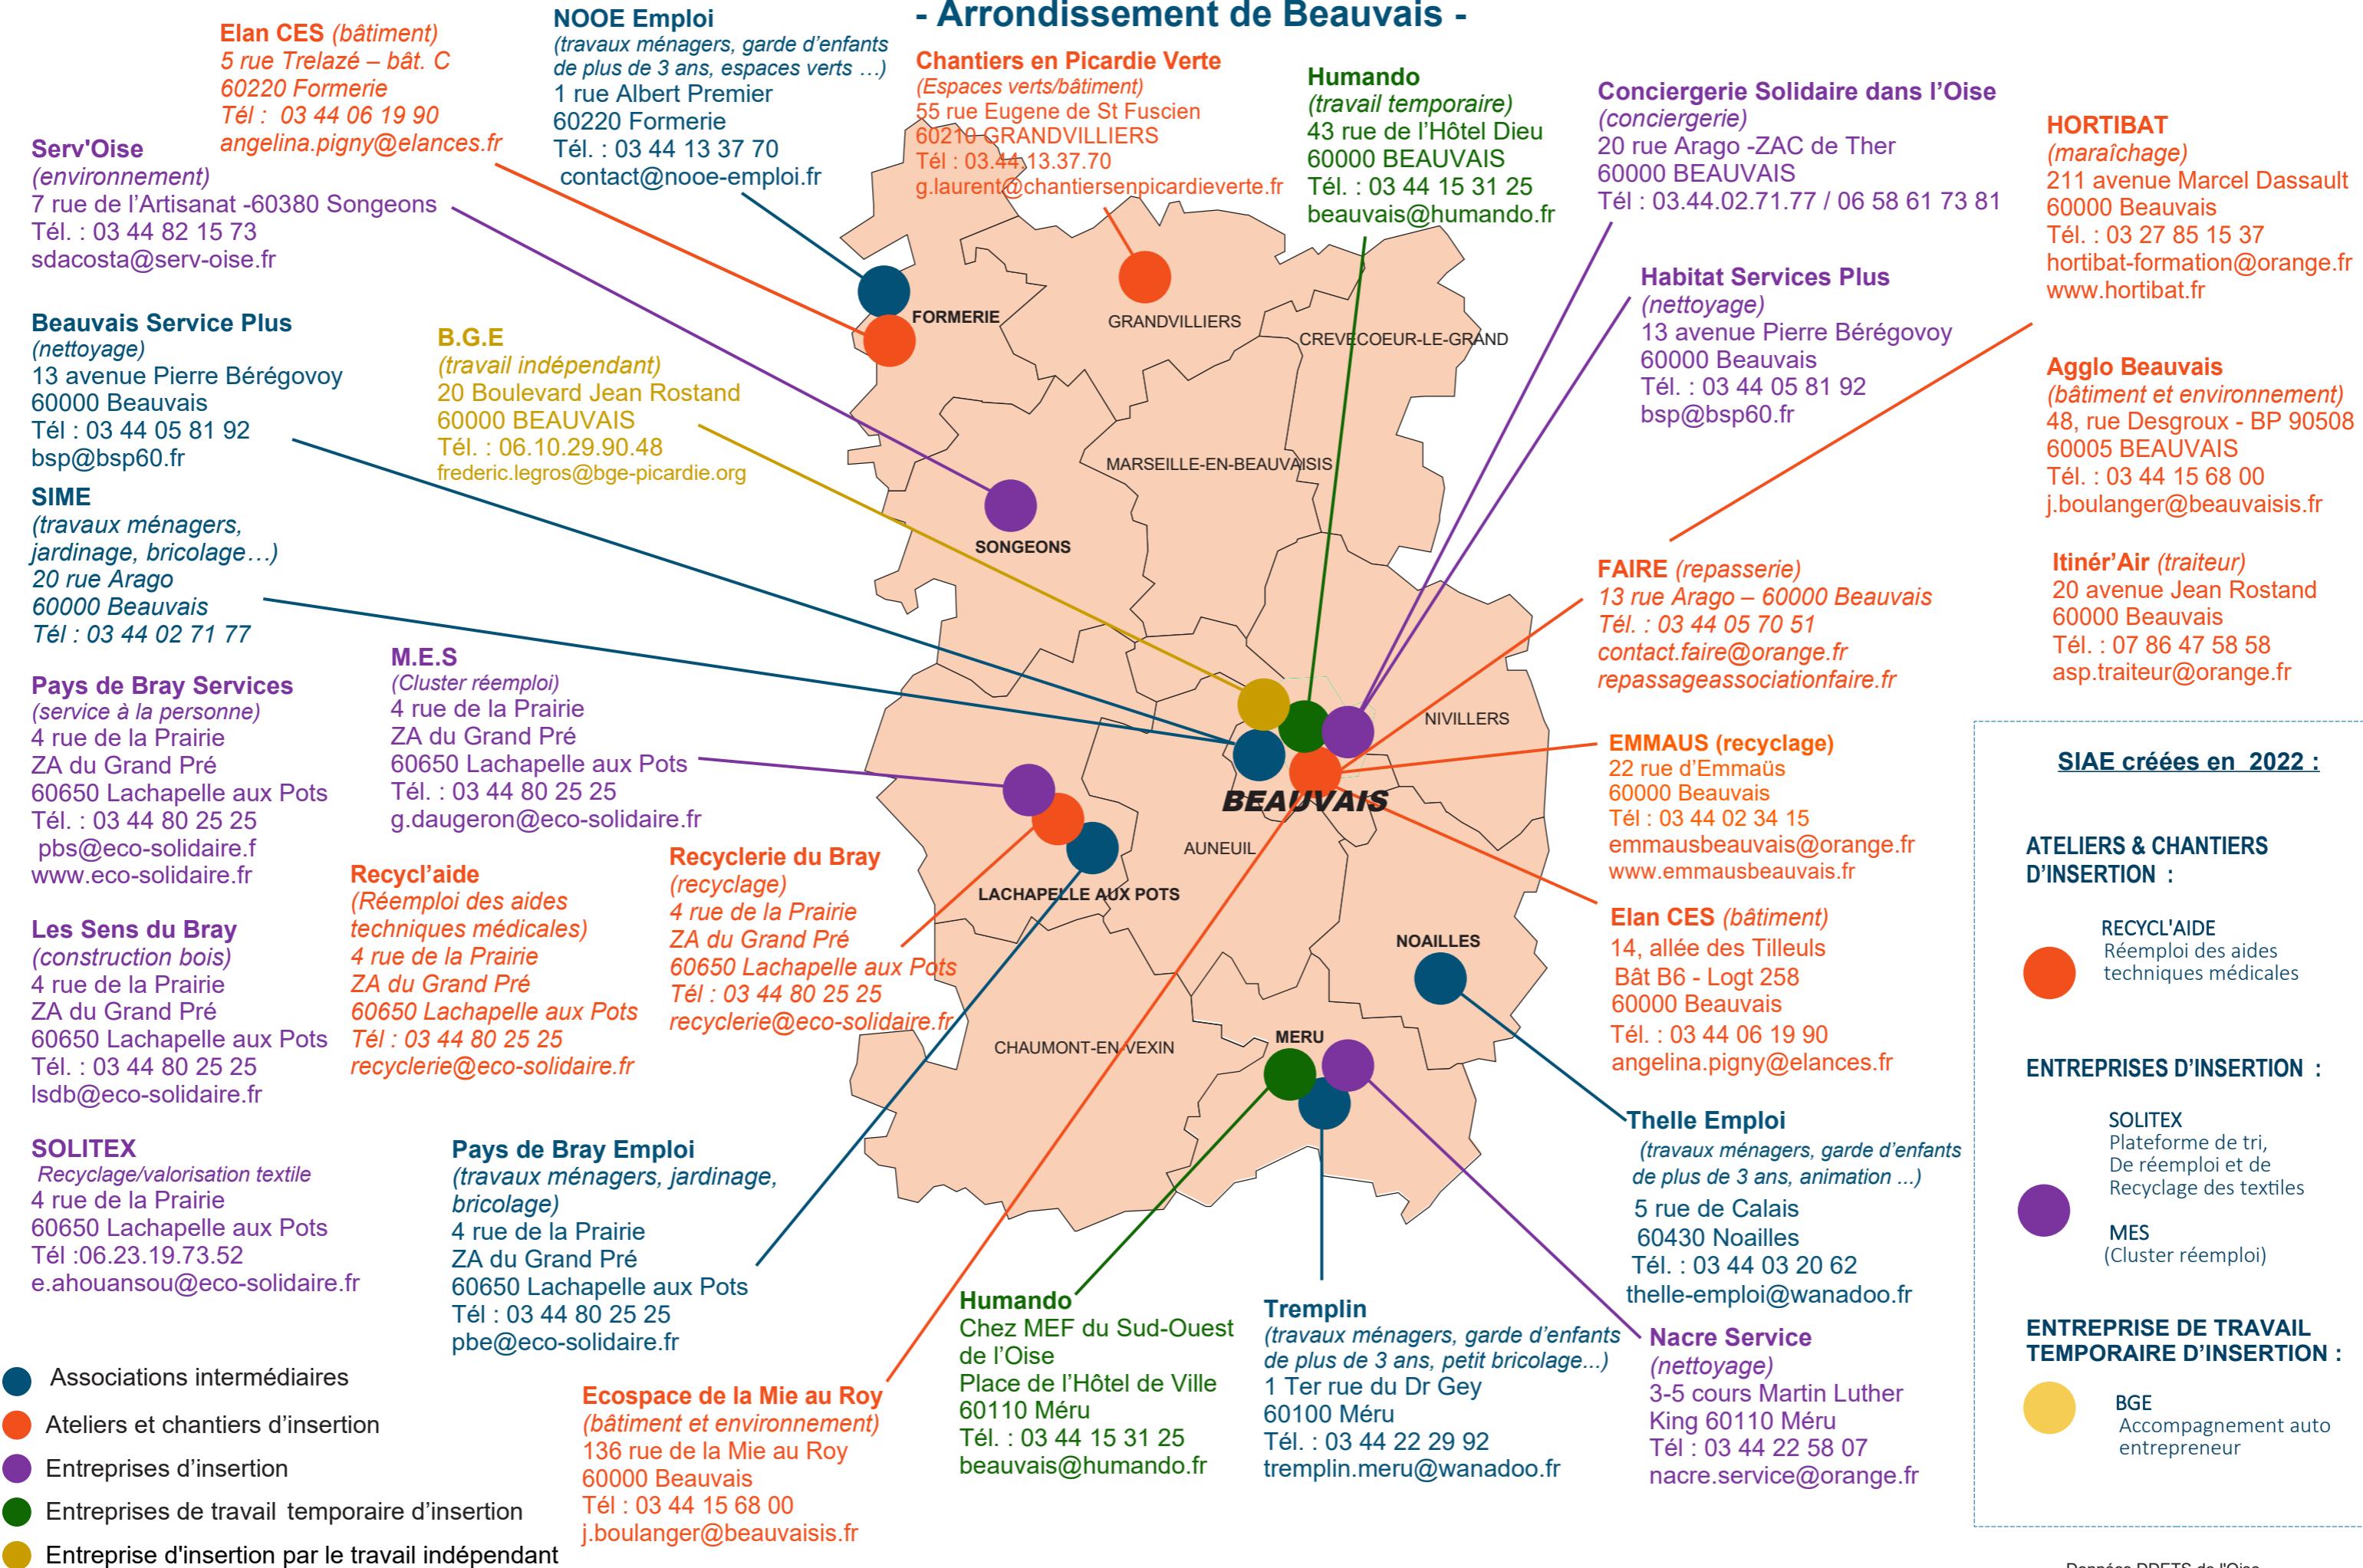 - Arrondissement de Beauvais -
Elan CES (bâtiment)
5 rue Trelazé – bât. C
60220 Formerie
Tél :  03 44 06 19 90
angelina.pigny@elances.fr
NOOE Emploi
(travaux ménagers, garde d’enfants
de plus de 3 ans, espaces verts …)
1 rue Albert Premier
60220 Formerie
Tél. : 03 44 13 37 70
contact@nooe-emploi.fr
Chantiers en Picardie Verte
(Espaces verts/bâtiment)
55 rue Eugene de St Fuscien
60210 GRANDVILLIERS
Tél : 03.44.13.37.70
g.laurent@chantiersenpicardieverte.fr
Humando
(travail temporaire)
43 rue de l’Hôtel Dieu
60000 BEAUVAIS
Tél. : 03 44 15 31 25
beauvais@humando.fr
Conciergerie Solidaire dans l’Oise
(conciergerie)
20 rue Arago -ZAC de Ther
60000 BEAUVAIS
Tél : 03.44.02.71.77 / 06 58 61 73 81
HORTIBAT
(maraîchage)
211 avenue Marcel Dassault
60000 Beauvais
Tél. : 03 27 85 15 37
hortibat-formation@orange.fr
www.hortibat.fr
Serv'Oise
(environnement)
7 rue de l’Artisanat -60380 Songeons
Tél. : 03 44 82 15 73
sdacosta@serv-oise.fr
Habitat Services Plus
(nettoyage)
13 avenue Pierre Bérégovoy
60000 Beauvais
Tél. : 03 44 05 81 92
bsp@bsp60.fr
Beauvais Service Plus
(nettoyage)
13 avenue Pierre Bérégovoy
60000 Beauvais
Tél : 03 44 05 81 92
bsp@bsp60.fr
B.G.E
(travail indépendant)
20 Boulevard Jean Rostand
60000 BEAUVAIS
Tél. : 06.10.29.90.48
frederic.legros@bge-picardie.org
Agglo Beauvais
(bâtiment et environnement)
48, rue Desgroux - BP 90508
60005 BEAUVAIS
Tél. : 03 44 15 68 00
j.boulanger@beauvaisis.fr
SIME
(travaux ménagers,
jardinage, bricolage…)
20 rue Arago
60000 Beauvais
Tél : 03 44 02 71 77
FAIRE (repasserie)
13 rue Arago – 60000 Beauvais
Tél. : 03 44 05 70 51
contact.faire@orange.fr
repassageassociationfaire.fr
Itinér’Air (traiteur)
20 avenue Jean Rostand
60000 Beauvais
Tél. : 07 86 47 58 58
asp.traiteur@orange.fr
FORMERIE
GRANDVILLIERS
CREVECOEUR-LE-GRAND
MARSEILLE-EN-BEAUVAISIS
SONGEONS
NIVILLERS
BEAUVAIS
AUNEUIL
LACHAPELLE AUX POTS
NOAILLES
MERU
CHAUMONT-EN-VEXIN
Pays de Bray Services
(service à la personne)
4 rue de la Prairie
ZA du Grand Pré
60650 Lachapelle aux Pots
Tél. : 03 44 80 25 25
pbs@eco-solidaire.f
www.eco-solidaire.fr
M.E.S
(Cluster réemploi)
4 rue de la Prairie
ZA du Grand Pré
60650 Lachapelle aux Pots
Tél. : 03 44 80 25 25
g.daugeron@eco-solidaire.fr
EMMAUS (recyclage)
22 rue d’Emmaüs
60000 Beauvais
Tél : 03 44 02 34 15
emmausbeauvais@orange.fr
www.emmausbeauvais.fr
Recycl’aide
(Réemploi des aides
techniques médicales)
4 rue de la Prairie
ZA du Grand Pré
60650 Lachapelle aux Pots
Tél : 03 44 80 25 25
recyclerie@eco-solidaire.fr
Recyclerie du Bray
(recyclage)
4 rue de la Prairie
ZA du Grand Pré
60650 Lachapelle aux Pots
Tél : 03 44 80 25 25
recyclerie@eco-solidaire.fr
Les Sens du Bray
(construction bois)
4 rue de la Prairie
ZA du Grand Pré
60650 Lachapelle aux Pots
Tél. : 03 44 80 25 25
lsdb@eco-solidaire.fr
Elan CES (bâtiment)
14, allée des Tilleuls
Bât B6 - Logt 258
60000 Beauvais
Tél. : 03 44 06 19 90
angelina.pigny@elances.fr
SOLITEX
Recyclage/valorisation textile
4 rue de la Prairie
60650 Lachapelle aux Pots
Tél :06.23.19.73.52
e.ahouansou@eco-solidaire.fr
Pays de Bray Emploi
(travaux ménagers, jardinage,
bricolage)
4 rue de la Prairie
ZA du Grand Pré
60650 Lachapelle aux Pots
Tél : 03 44 80 25 25
pbe@eco-solidaire.fr
Thelle Emploi
(travaux ménagers, garde d’enfants
de plus de 3 ans, animation ...)
5 rue de Calais
60430 Noailles
Tél. : 03 44 03 20 62
thelle-emploi@wanadoo.fr
Ecospace de la Mie au Roy
(bâtiment et environnement)
136 rue de la Mie au Roy
60000 Beauvais
Tél : 03 44 15 68 00
j.boulanger@beauvaisis.fr
Humando
Chez MEF du Sud-Ouest
de l’Oise
Place de l’Hôtel de Ville
60110 Méru
Tél. : 03 44 15 31 25
beauvais@humando.fr
Tremplin
(travaux ménagers, garde d’enfants
de plus de 3 ans, petit bricolage...)
1 Ter rue du Dr Gey
60100 Méru
Tél. : 03 44 22 29 92
tremplin.meru@wanadoo.fr
Nacre Service
(nettoyage)
3-5 cours Martin Luther
King 60110 Méru
Tél : 03 44 22 58 07
nacre.service@orange.fr
Associations intermédiaires
Ateliers et chantiers d’insertion
Entreprises d’insertion
Entreprises de travail temporaire d’insertion
Entreprise d'insertion par le travail indépendant
SIAE créées en  2022 :
ATELIERS & CHANTIERS
D’INSERTION :
RECYCL'AIDE
Réemploi des aides
techniques médicales
ENTREPRISES D’INSERTION :
SOLITEX
Plateforme de tri,
De réemploi et de
Recyclage des textiles
MES
(Cluster réemploi)
ENTREPRISE DE TRAVAIL
TEMPORAIRE D’INSERTION :
BGE
Accompagnement auto
entrepreneur
Données DDETS de l'Oise